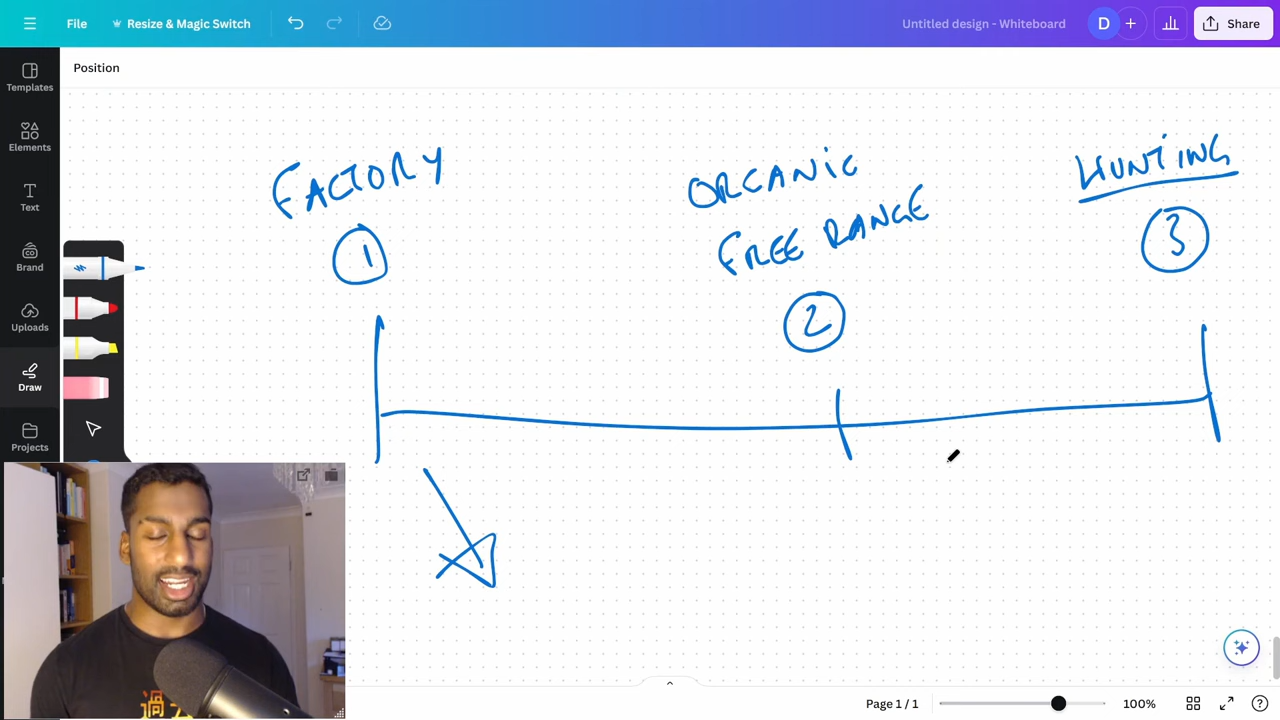 File
Resize & Magic Switch
Untitled design - Whiteboard
D
Share
Position
Templates
Elements
Text
Brand
Uploads
Draw
Projects
FACTORY
1
ORGANIC
FREE RANGE
2
HUNTING
3
Page 1 / 1
100%